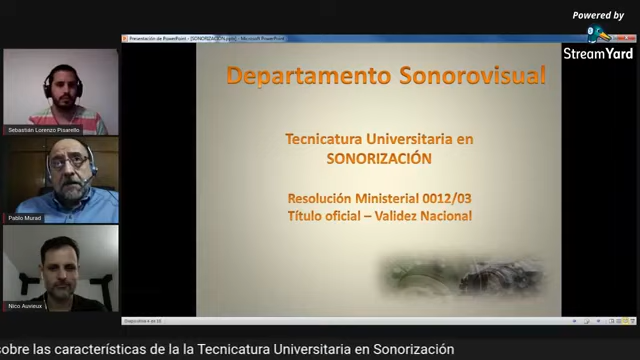 Powered by
StreamYard
Presentación de PowerPoint - [SONORIZACIÓN.pptx] - Microsoft PowerPoint
Departamento Sonorovisual
Tecnicatura Universitaria en
SONORIZACIÓN
Resolución Ministerial 0012/03
Título oficial – Validez Nacional
Sebastián Lorenzo Pisarello
Pablo Murad
Nico Auvieux
sobre las características de la la Tecnicatura Universitaria en Sonorización